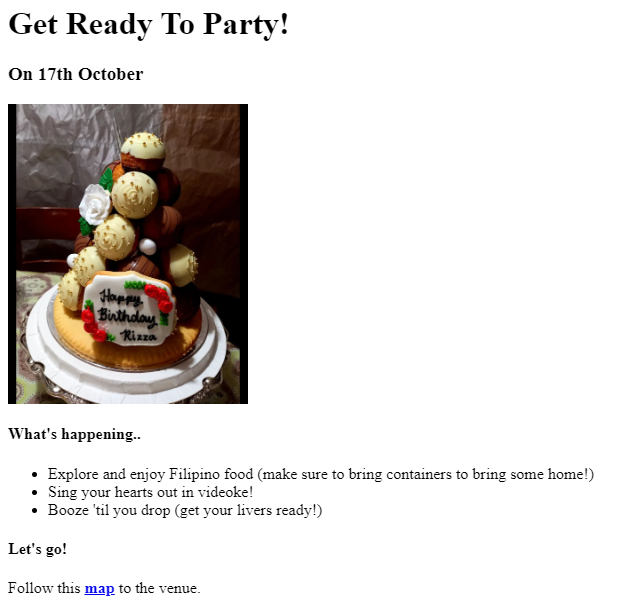 Get Ready To Party!
On 17th October
Happy
Birthday
Rizza
What's happening..
Explore and enjoy Filipino food (make sure to bring containers to bring some home!)
Sing your hearts out in videoke!
Booze 'til you drop (get your livers ready!)
Let's go!
Follow this map to the venue.